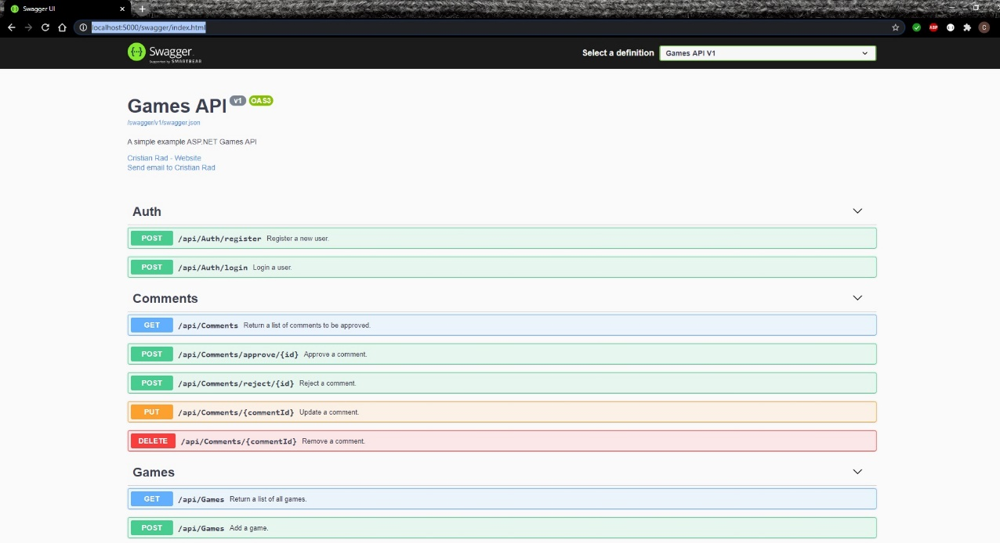 Swagger UI
localhost:5000/swagger/index.html
ABP
C
Swagger
Supported by SMARTBEAR
Select a definition
Games API V1
Games API v1 OAS3
/swagger/v1/swagger.json
A simple example ASP.NET Games API
Cristian Rad - Website
Send email to Cristian Rad
Auth
POST /api/Auth/register Register a new user.
POST /api/Auth/login Login a user.
Comments
GET /api/Comments Return a list of comments to be approved.
POST /api/Comments/approve/{id} Approve a comment.
POST /api/Comments/reject/{id} Reject a comment.
PUT /api/Comments/{commentId} Update a comment.
DELETE /api/Comments/{commentId} Remove a comment.
Games
GET /api/Games Return a list of all games.
POST /api/Games Add a game.